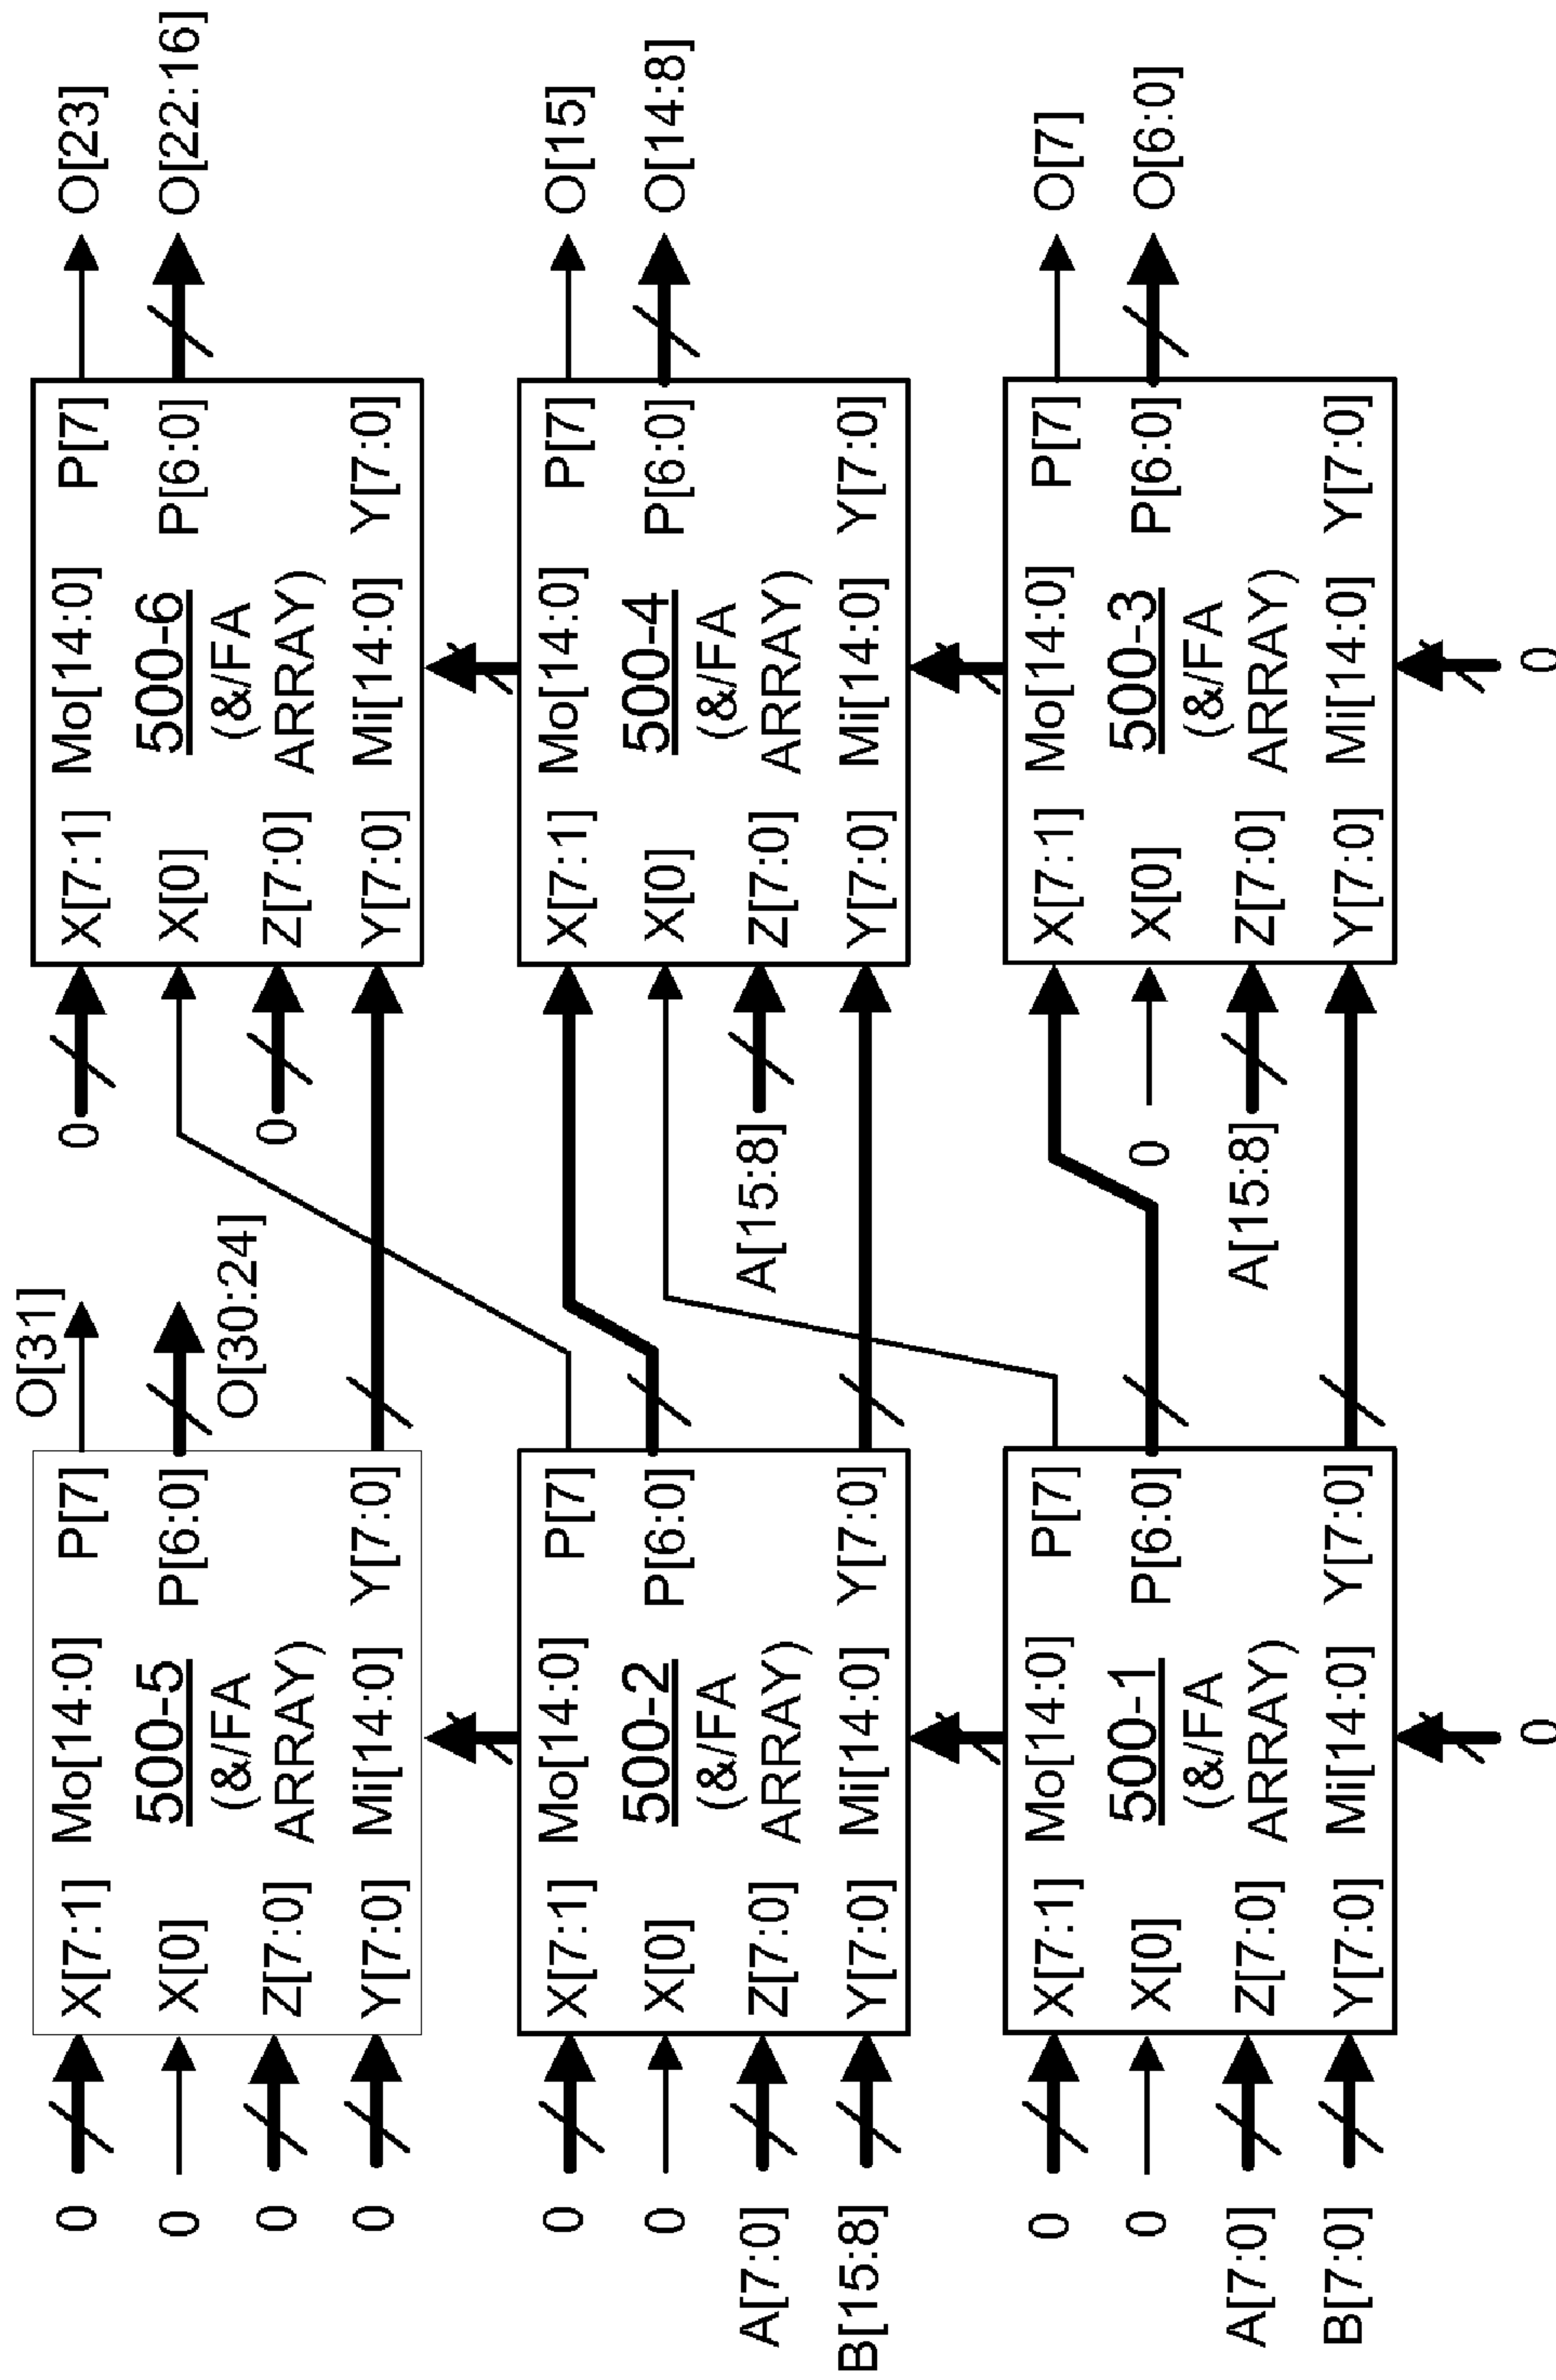 O[31]
O[30:24]
0
0
0
0
X[7:1]
X[0]
Z[7:0]
Y[7:0]
Mo[14:0]
500-5
(&/FA
ARRAY)
Mi[14:0]
P[7]
P[6:0]
Y[7:0]
0
0
X[7:1]
X[0]
Z[7:0]
Y[7:0]
Mo[14:0]
500-6
(&/FA
ARRAY)
Mi[14:0]
P[7]
P[6:0]
Y[7:0]
O[23]
O[22:16]
0
0
A[7:0]
B[15:8]
X[7:1]
X[0]
Z[7:0]
Y[7:0]
Mo[14:0]
500-2
(&/FA
ARRAY)
Mi[14:0]
P[7]
P[6:0]
Y[7:0]
A[15:8]
X[7:1]
X[0]
Z[7:0]
Y[7:0]
Mo[14:0]
500-4
(&/FA
ARRAY)
Mi[14:0]
P[7]
P[6:0]
Y[7:0]
O[15]
O[14:8]
0
0
A[7:0]
B[7:0]
X[7:1]
X[0]
Z[7:0]
Y[7:0]
Mo[14:0]
500-1
(&/FA
ARRAY)
Mi[14:0]
P[7]
P[6:0]
Y[7:0]
0
0
A[15:8]
X[7:1]
X[0]
Z[7:0]
Y[7:0]
Mo[14:0]
500-3
(&/FA
ARRAY)
Mi[14:0]
P[7]
P[6:0]
Y[7:0]
0
O[7]
O[6:0]